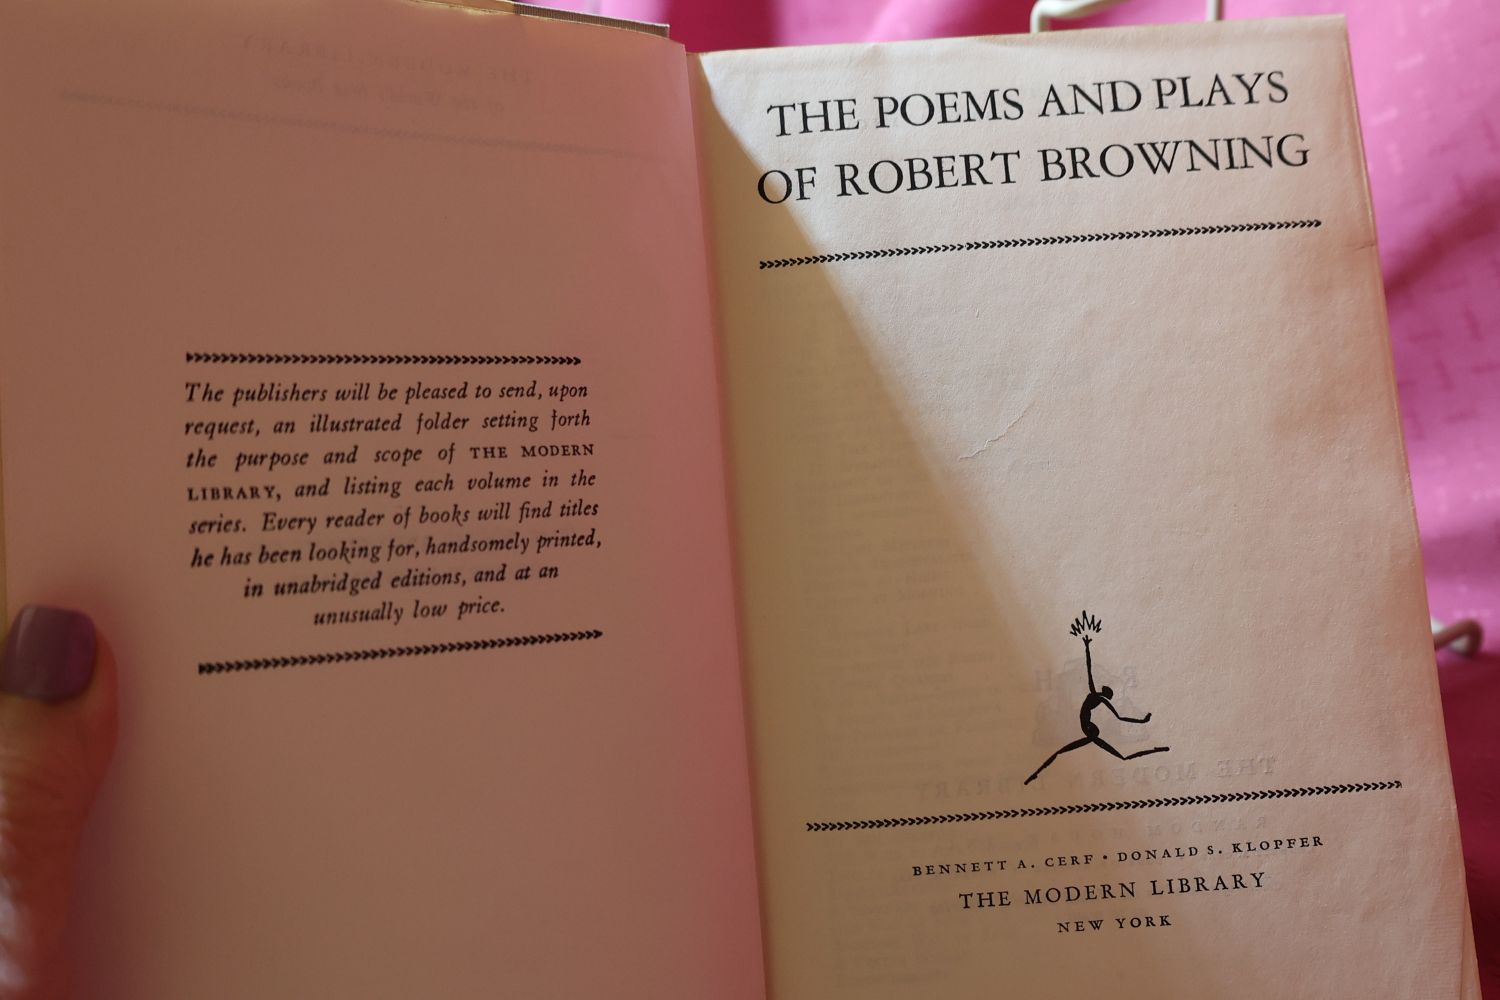 The publishers will be pleased to send, upon
request, an illustrated folder setting forth
the purpose and scope of THE MODERN
LIBRARY, and listing each volume in the
series. Every reader of books will find titles
he has been looking for, handsomely printed,
in unabridged editions, and at an
unusually low price.
THE POEMS AND PLAYS
OF ROBERT BROWNING
BENNETT A. CERF • DONALD S. KLOPFER
THE MODERN LIBRARY
NEW YORK